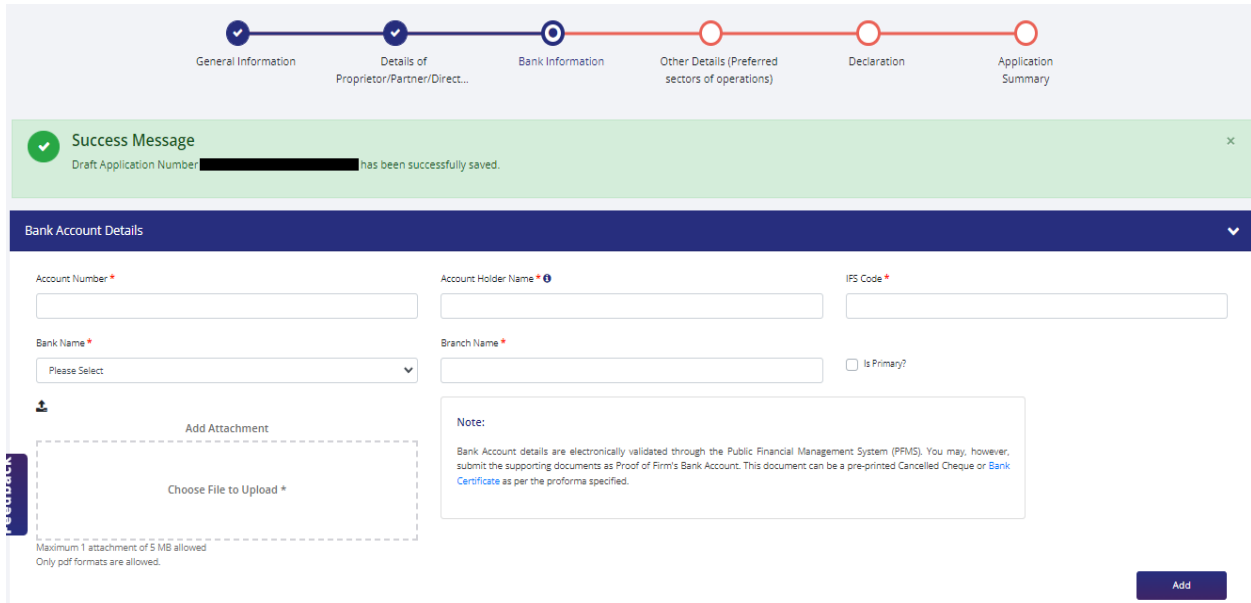 General Information
Details of
Proprietor/Partner/Direct...
Bank Information
Other Details (Preferred
sectors of operations)
Declaration
Application
Summary
Success Message
×
Draft Application Number has been successfully saved.
Bank Account Details
Account Number *
Account Holder Name *
IFS Code *
Bank Name *
Branch Name *
Please Select
Is Primary?
Add Attachment
Choose File to Upload *
Note:
Bank Account details are electronically validated through the Public Financial Management System (PFMS). You may, however,
submit the supporting documents as Proof of Firm's Bank Account. This document can be a pre-printed Cancelled Cheque or Bank
Certificate as per the proforma specified.
Feedback
Maximum 1 attachment of 5 MB allowed
Only pdf formats are allowed.
Add